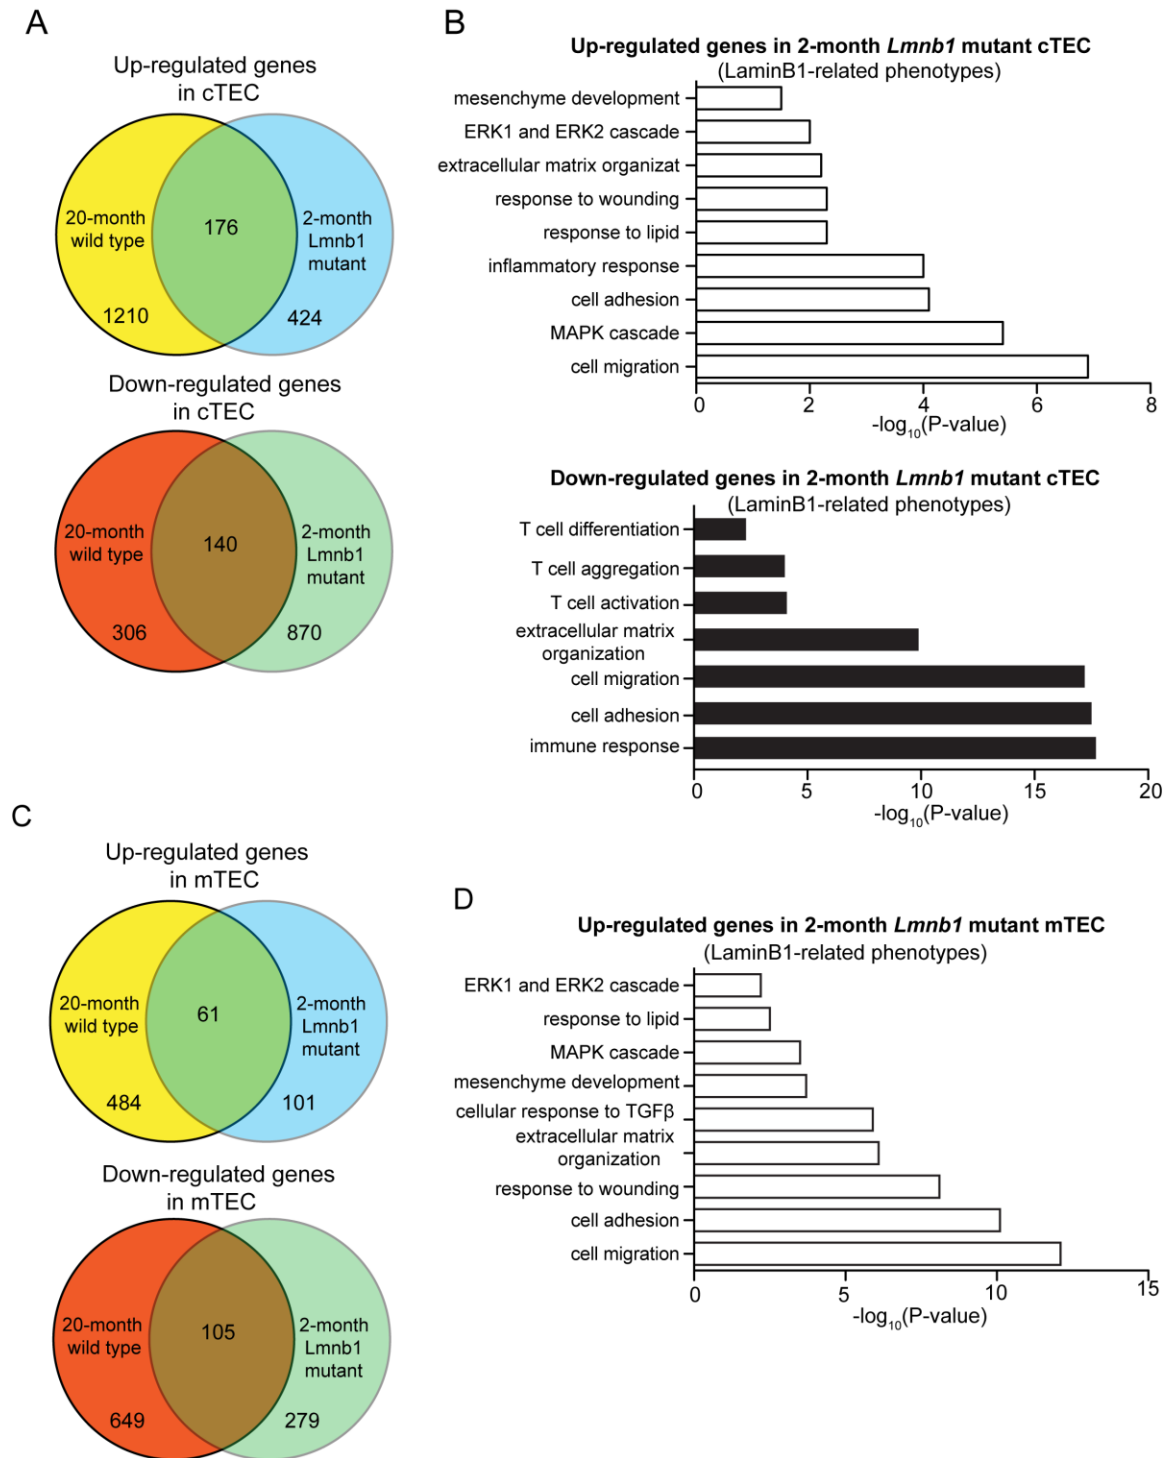 A
Up-regulated genes
in cTEC
20-month
wild type
176
2-month
Lmnb1
mutant
1210
424
Down-regulated genes
in cTEC
20-month
wild type
140
2-month
Lmnb1
mutant
306
870
B
Up-regulated genes in 2-month Lmnb1 mutant cTEC
(LaminB1-related phenotypes)
mesenchyme development
ERK1 and ERK2 cascade
extracellular matrix organizat
response to wounding
response to lipid
inflammatory response
cell adhesion
MAPK cascade
cell migration
0 2 4 6 8
-log10(P-value)
Down-regulated genes in 2-month Lmnb1 mutant cTEC
(LaminB1-related phenotypes)
T cell differentiation
T cell aggregation
T cell activation
extracellular matrix
organization
cell migration
cell adhesion
immune response
0 5 10 15 20
-log10(P-value)
C
Up-regulated genes
in mTEC
20-month
wild type
61
2-month
Lmnb1
mutant
484
101
Down-regulated genes
in mTEC
20-month
wild type
105
2-month
Lmnb1
mutant
649
279
D
Up-regulated genes in 2-month Lmnb1 mutant mTEC
(LaminB1-related phenotypes)
ERK1 and ERK2 cascade
response to lipid
MAPK cascade
mesenchyme development
cellular response to TGFβ
extracellular matrix
organization
response to wounding
cell adhesion
cell migration
0 5 10 15
-log10(P-value)